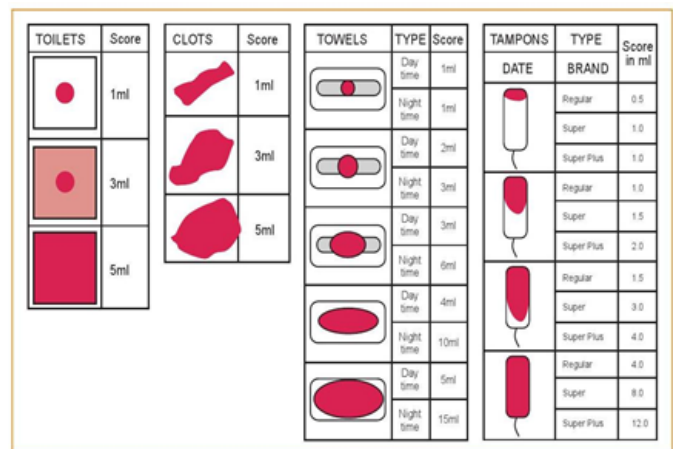 TOILETS Score
1ml
3ml
5ml
CLOTS Score
1ml
3ml
5ml
TOWELS TYPE Score
Day time 1ml
Night time 1ml
Day time 2ml
Night time 3ml
Day time 3ml
Night time 6ml
Day time 4ml
Night time 10ml
Day time 5ml
Night time 15ml
TAMPONS TYPE Score in ml
DATE BRAND
Regular 0.5
Super 1.0
Super Plus 1.0
Regular 1.0
Super 1.5
Super Plus 2.0
Regular 1.5
Super 3.0
Super Plus 4.0
Regular 4.0
Super 8.0
Super Plus 12.0